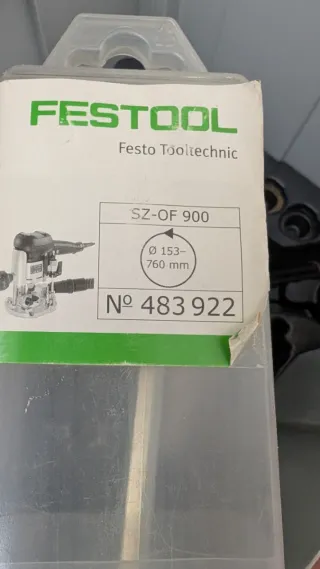 FESTOOL
Festo Tooltechnic
SZ-OF 900
Ø 153–
760 mm
Nº 483 922